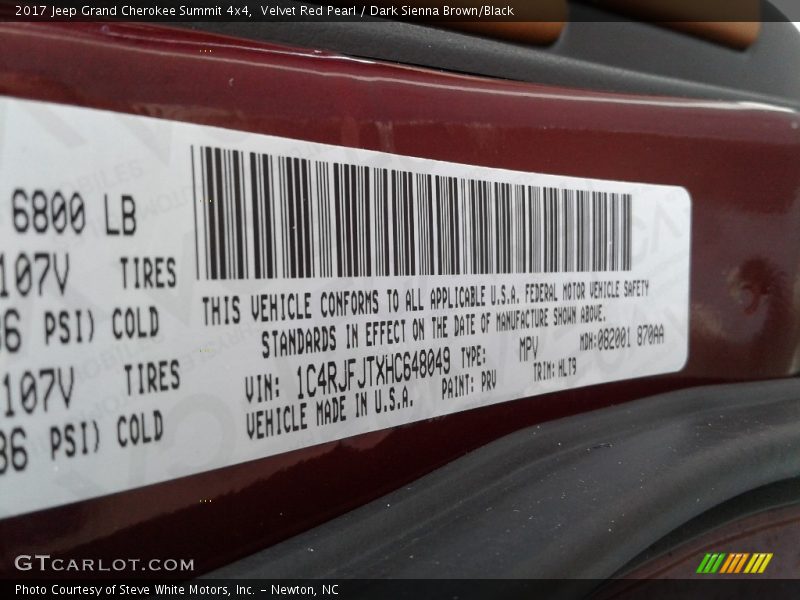 2017 Jeep Grand Cherokee Summit 4x4, Velvet Red Pearl / Dark Sienna Brown/Black
6800 LB
107V TIRES
PSI) COLD
107V TIRES
PSI) COLD
THIS VEHICLE CONFORMS TO ALL APPLICABLE U.S.A. FEDERAL MOTOR VEHICLE SAFETY
STANDARDS IN EFFECT ON THE DATE OF MANUFACTURE SHOWN ABOVE.
VIN: 1C4RJFJTXHC648049 TYPE: MPV MDH:082001 870AA
VEHICLE MADE IN U.S.A. PAINT: PRV TRIM: HLT9
GTCARLOT.COM
Photo Courtesy of Steve White Motors, Inc. - Newton, NC